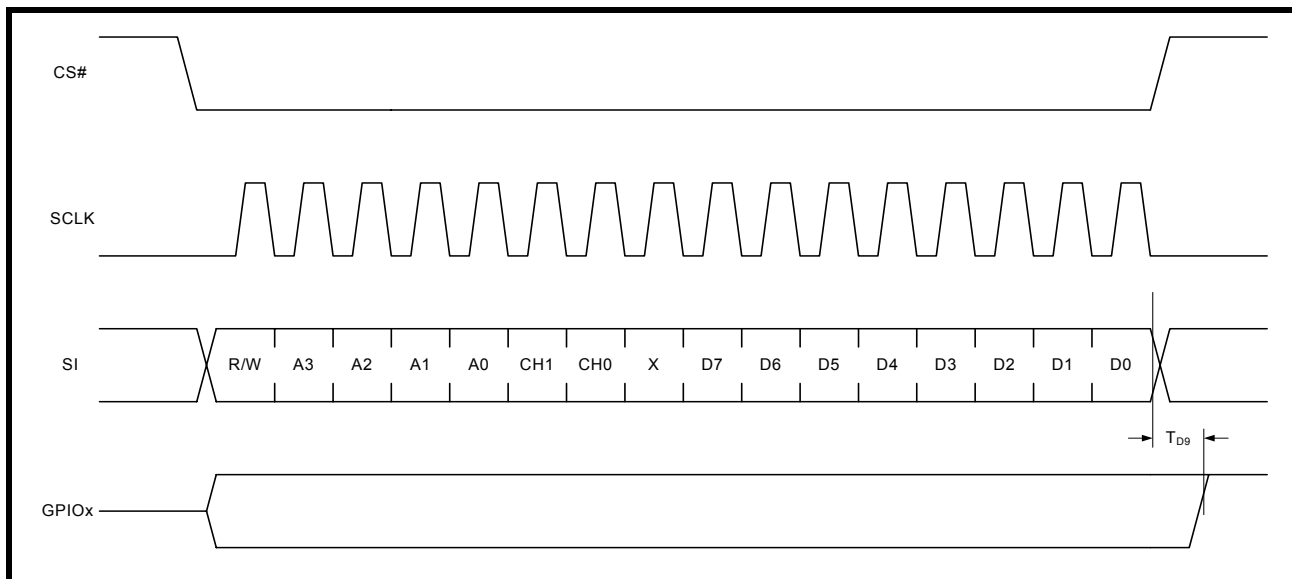 CS#
SCLK
SI
R/W A3 A2 A1 A0 CH1 CH0 X D7 D6 D5 D4 D3 D2 D1 D0
TD9
GPIOx